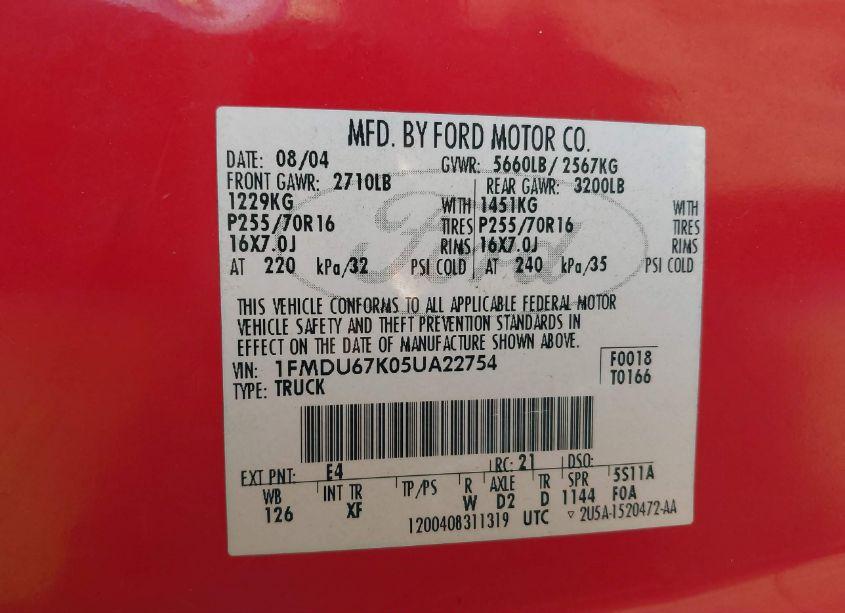 MFD. BY FORD MOTOR CO.
DATE: 08/04 GVWR: 5660LB/2567KG
FRONT GAWR: 2710LB REAR GAWR: 3200LB
1229KG WITH 1451KG WITH
P255/70R16 TIRES P255/70R16 TIRES
16X7.0J RIMS 16X7.0J RIMS
AT 220 kPa/32 PSI COLD AT 240 kPa/35 PSI COLD
Ford
THIS VEHICLE CONFORMS TO ALL APPLICABLE FEDERAL MOTOR
VEHICLE SAFETY AND THEFT PREVENTION STANDARDS IN
EFFECT ON THE DATE OF MANUFACTURE SHOWN ABOVE.
VIN: 1FMDU67K05UA22754 F0018
TYPE: TRUCK T0166
EXT PNT: E4 RC: 21 DSO:
WB INT TR TP/PS R AXLE TR SPR 5S11A
126 XF W D2 D 1144 F0A
1200408311319 UTC ▽ 2U5A-1520472-AA